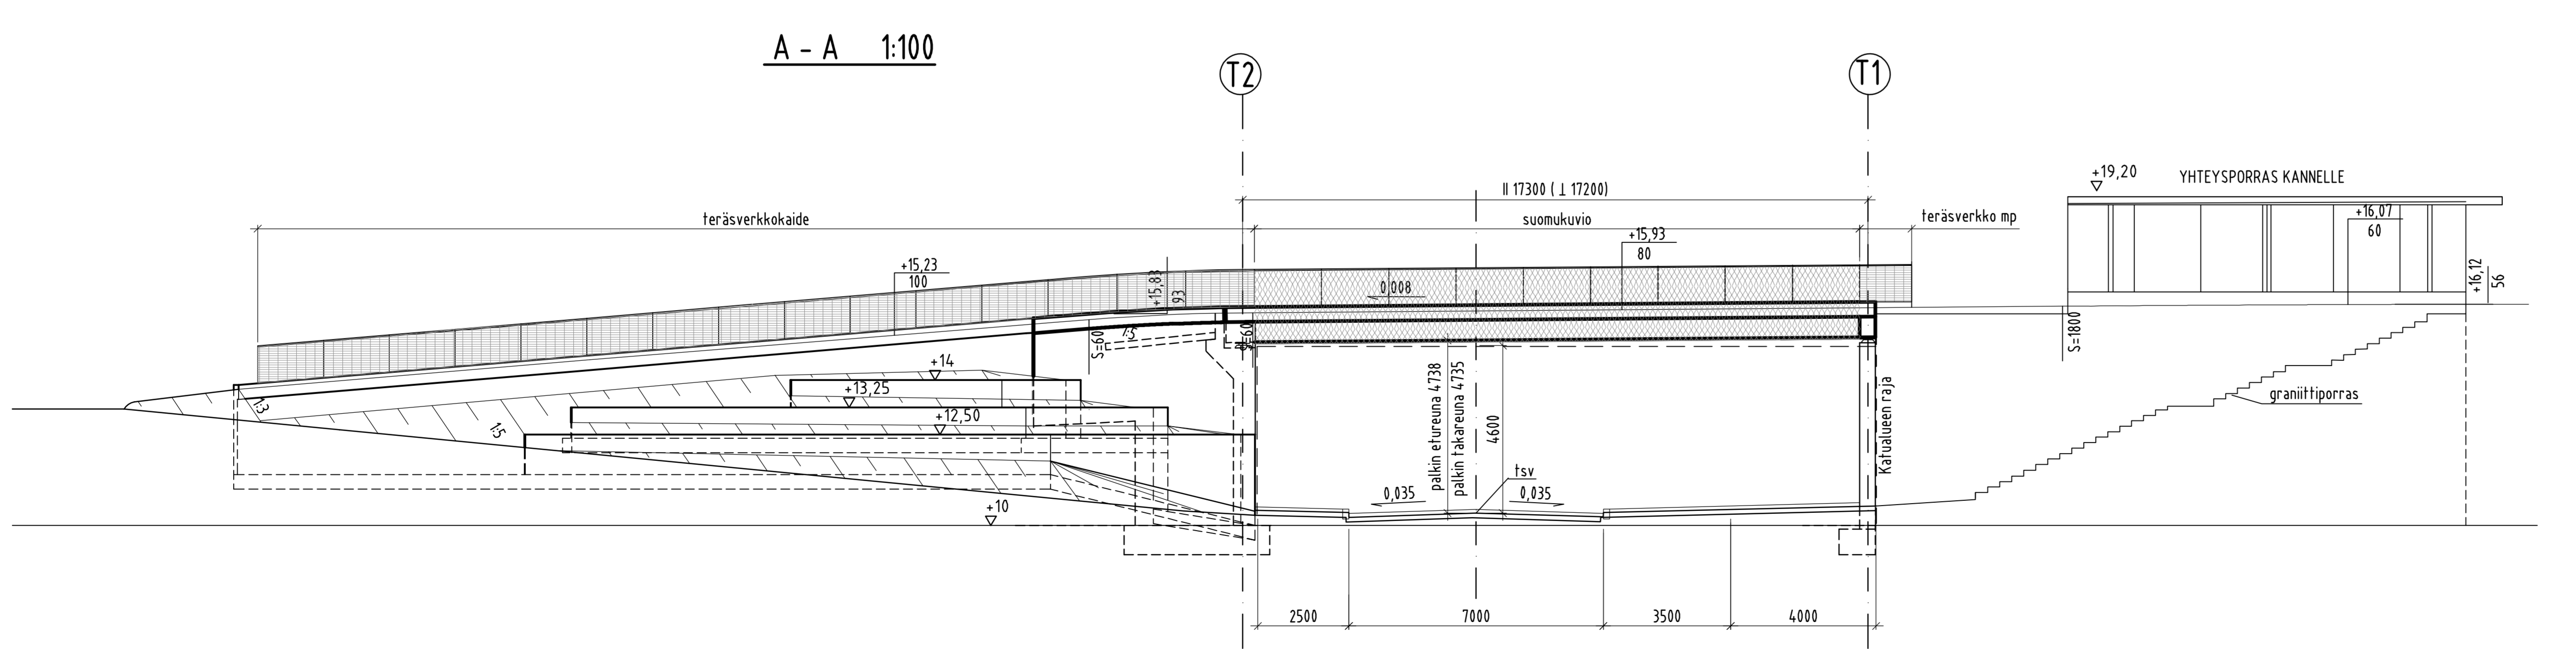 A - A 1:100
T2
T1
+19,20
YHTEYSPORRAS KANNELLE
II 17300 ( ⊥ 17200)
teräsverkkokaide
suomukuvio
teräsverkko mp
+16,07
60
+15,93
80
+15,23
100
+15,83
93
+16,12
56
0,008
S=60
1:5
S=1800
+14
+13,25
+12,50
1:3
1:5
palkin etureuna 4738
palkin takareuna 4735
4600
Katualueen raja
graniittiporras
tsv
0,035
0,035
+10
2500
7000
3500
4000